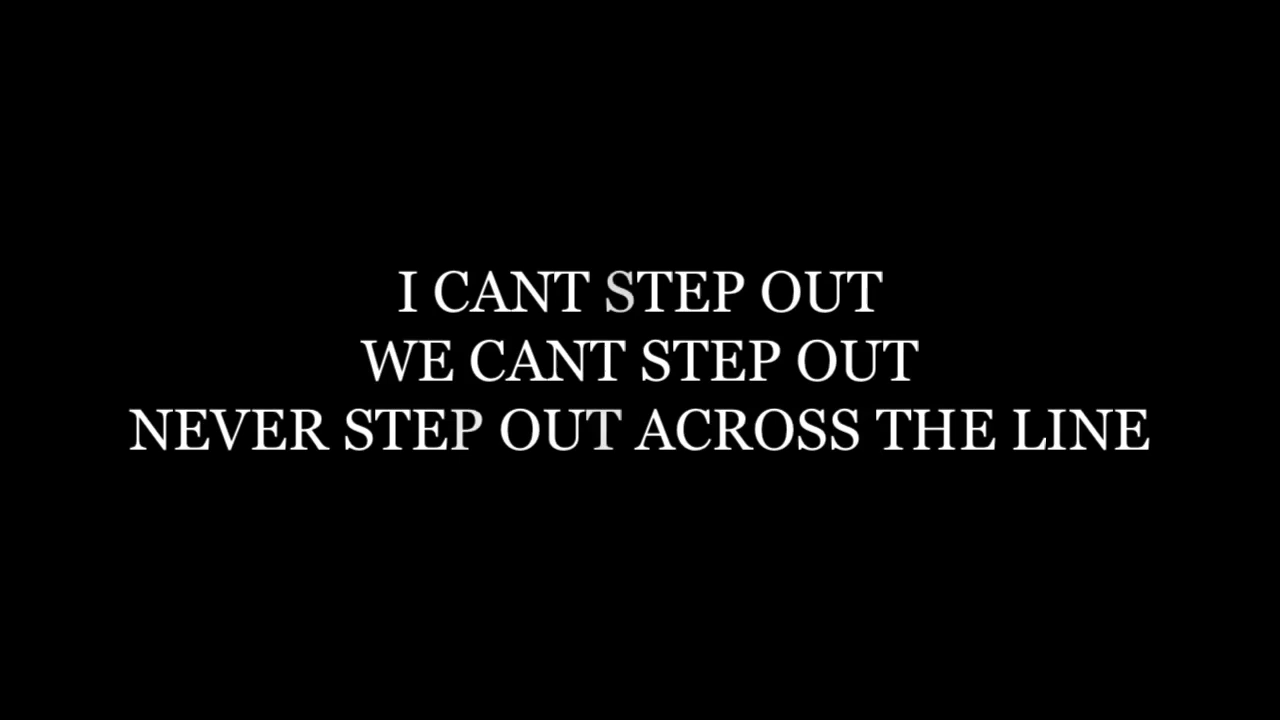 I CANT STEP OUT
WE CANT STEP OUT
NEVER STEP OUT ACROSS THE LINE